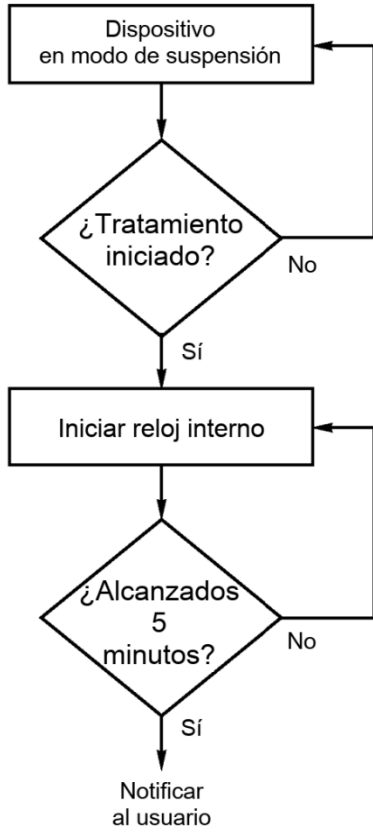 Dispositivo
en modo de suspensión
¿Tratamiento
iniciado?
No
Sí
Iniciar reloj interno
¿Alcanzados
5
minutos?
No
Sí
Notificar
al usuario